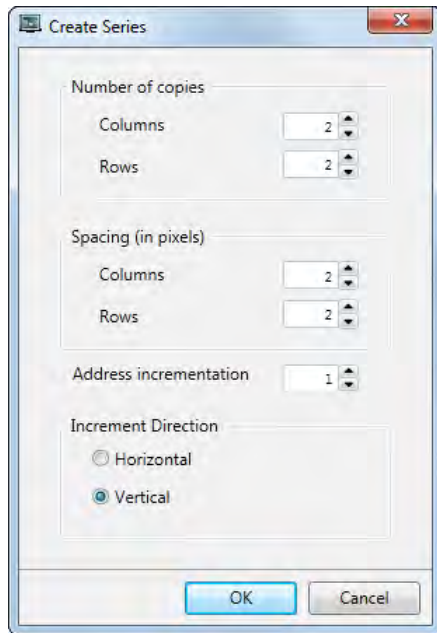 Create Series
Number of copies
Columns 2
Rows 2
Spacing (in pixels)
Columns 2
Rows 2
Address incrementation 1
Increment Direction
Horizontal
Vertical
OK Cancel